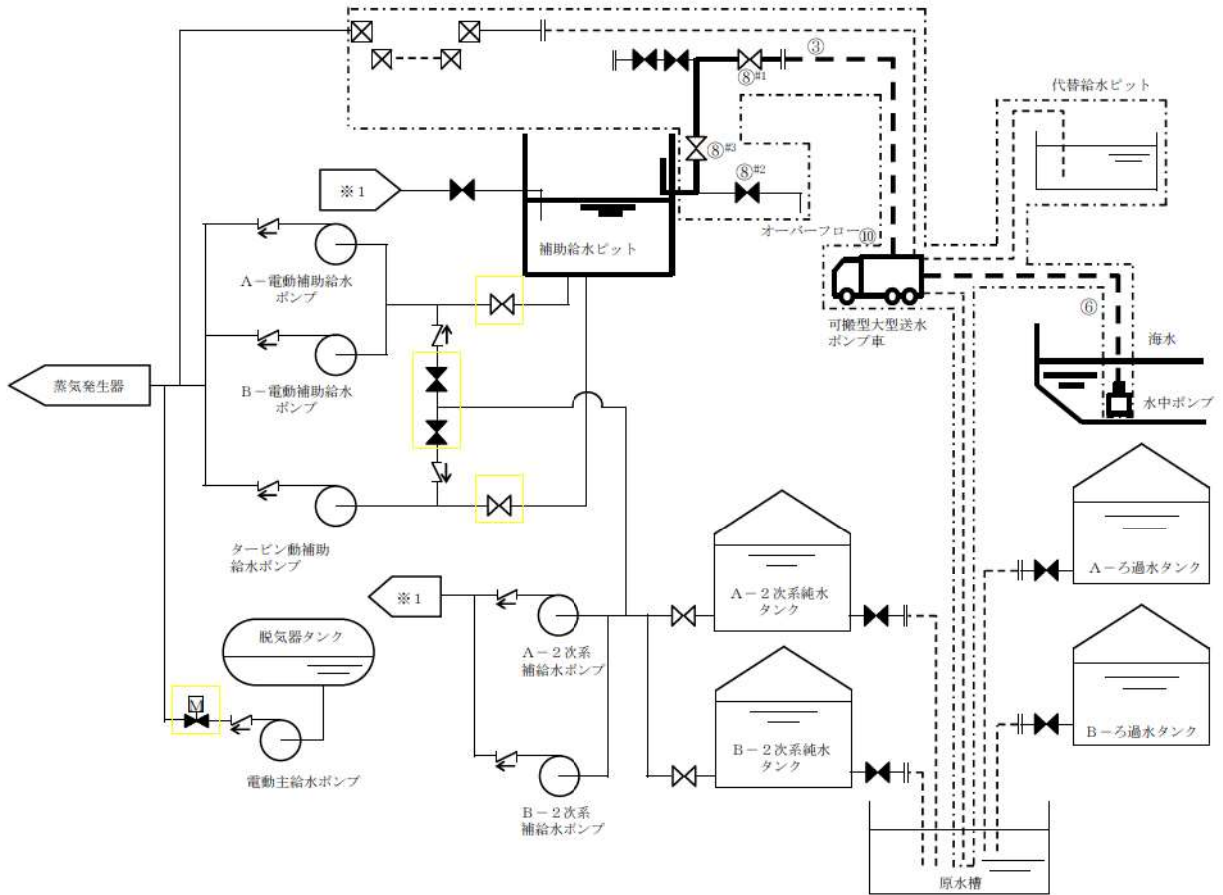 ③
⑧#1
代替給水ピット
⑧#3
⑧#2
※1
オーバーフロー
⑩
補助給水ピット
A-電動補助給水
ポンプ
可搬型大型送水
ポンプ車
⑥
海水
蒸気発生器
B-電動補助給水
ポンプ
水中ポンプ
タービン動補助
給水ポンプ
A-ろ過水タンク
※1
A-2次系純水
タンク
脱気器タンク
A-2次系
補給水ポンプ
M
B-ろ過水タンク
B-2次系純水
タンク
電動主給水ポンプ
B-2次系
補給水ポンプ
原水槽